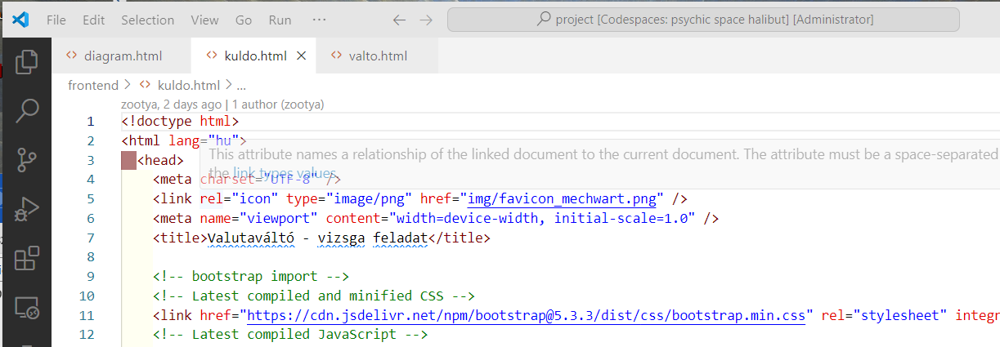 File Edit Selection View Go Run ··· project [Codespaces: psychic space halibut] [Administrator]
diagram.html kuldo.html valto.html
frontend > kuldo.html > ...
zootya, 2 days ago | 1 author (zootya)
1 <!doctype html>
2 <html lang="hu">
This attribute names a relationship of the linked document to the current document. The attribute must be a space-separated
3 <head>
the link types values.
4 <meta charset="UTF-8" />
5 <link rel="icon" type="image/png" href="img/favicon_mechwart.png" />
6 <meta name="viewport" content="width=device-width, initial-scale=1.0" />
7 <title>Valutaváltó - vizsga feladat</title>
8
9 <!-- bootstrap import -->
10 <!-- Latest compiled and minified CSS -->
11 <link href="https://cdn.jsdelivr.net/npm/bootstrap@5.3.3/dist/css/bootstrap.min.css" rel="stylesheet" integr
12 <!-- Latest compiled JavaScript -->